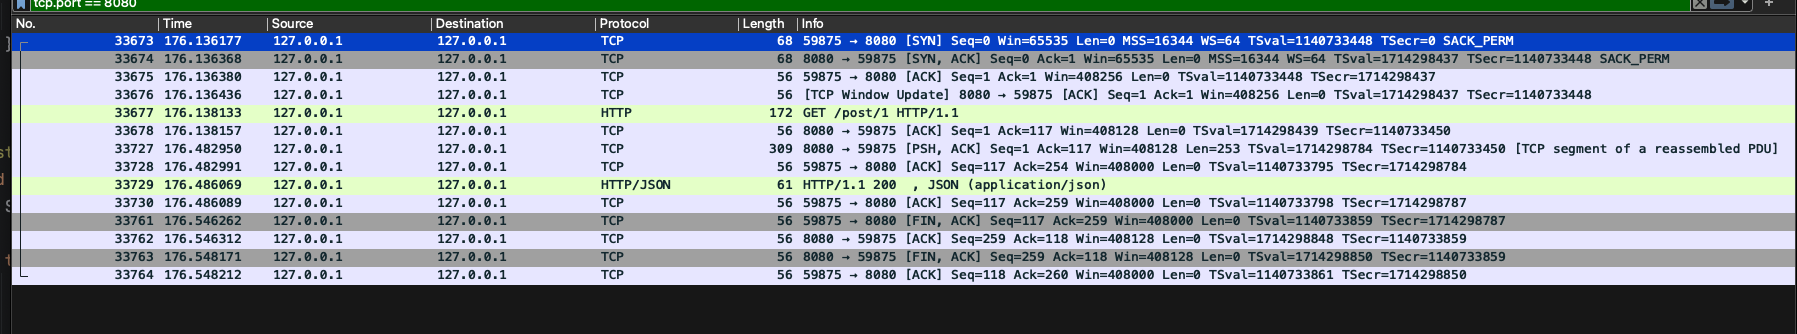 tcp.port == 8080
No. Time Source Destination Protocol Length Info
33673 176.136177 127.0.0.1 127.0.0.1 TCP 68 59875 → 8080 [SYN] Seq=0 Win=65535 Len=0 MSS=16344 WS=64 TSval=1140733448 TSecr=0 SACK_PERM
33674 176.136368 127.0.0.1 127.0.0.1 TCP 68 8080 → 59875 [SYN, ACK] Seq=0 Ack=1 Win=65535 Len=0 MSS=16344 WS=64 TSval=1714298437 TSecr=1140733448 SACK_PERM
33675 176.136380 127.0.0.1 127.0.0.1 TCP 56 59875 → 8080 [ACK] Seq=1 Ack=1 Win=408256 Len=0 TSval=1140733448 TSecr=1714298437
33676 176.136436 127.0.0.1 127.0.0.1 TCP 56 [TCP Window Update] 8080 → 59875 [ACK] Seq=1 Ack=1 Win=408256 Len=0 TSval=1714298437 TSecr=1140733448
33677 176.138133 127.0.0.1 127.0.0.1 HTTP 172 GET /post/1 HTTP/1.1
33678 176.138157 127.0.0.1 127.0.0.1 TCP 56 8080 → 59875 [ACK] Seq=1 Ack=117 Win=408128 Len=0 TSval=1714298439 TSecr=1140733450
33727 176.482950 127.0.0.1 127.0.0.1 TCP 309 8080 → 59875 [PSH, ACK] Seq=1 Ack=117 Win=408128 Len=253 TSval=1714298784 TSecr=1140733450 [TCP segment of a reassembled PDU]
33728 176.482991 127.0.0.1 127.0.0.1 TCP 56 59875 → 8080 [ACK] Seq=117 Ack=254 Win=408000 Len=0 TSval=1140733795 TSecr=1714298784
33729 176.486069 127.0.0.1 127.0.0.1 HTTP/JSON 61 HTTP/1.1 200 , JSON (application/json)
33730 176.486089 127.0.0.1 127.0.0.1 TCP 56 59875 → 8080 [ACK] Seq=117 Ack=259 Win=408000 Len=0 TSval=1140733798 TSecr=1714298787
33761 176.546262 127.0.0.1 127.0.0.1 TCP 56 59875 → 8080 [FIN, ACK] Seq=117 Ack=259 Win=408000 Len=0 TSval=1140733859 TSecr=1714298787
33762 176.546312 127.0.0.1 127.0.0.1 TCP 56 8080 → 59875 [ACK] Seq=259 Ack=118 Win=408128 Len=0 TSval=1714298848 TSecr=1140733859
33763 176.548171 127.0.0.1 127.0.0.1 TCP 56 8080 → 59875 [FIN, ACK] Seq=259 Ack=118 Win=408128 Len=0 TSval=1714298850 TSecr=1140733859
33764 176.548212 127.0.0.1 127.0.0.1 TCP 56 59875 → 8080 [ACK] Seq=118 Ack=260 Win=408000 Len=0 TSval=1140733861 TSecr=1714298850